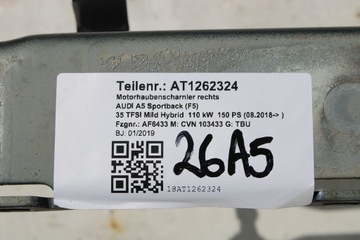 Teilenr.: AT1262324
Motorhaubenscharnier rechts
AUDI A5 Sportback (F5)
35 TFSI Mild Hybrid 110 kW 150 PS (08.2018-> )
Fzgnr.: AF6433 M: CVN 103433 G: TBU
BJ: 01/2019
26A5
18AT1262324